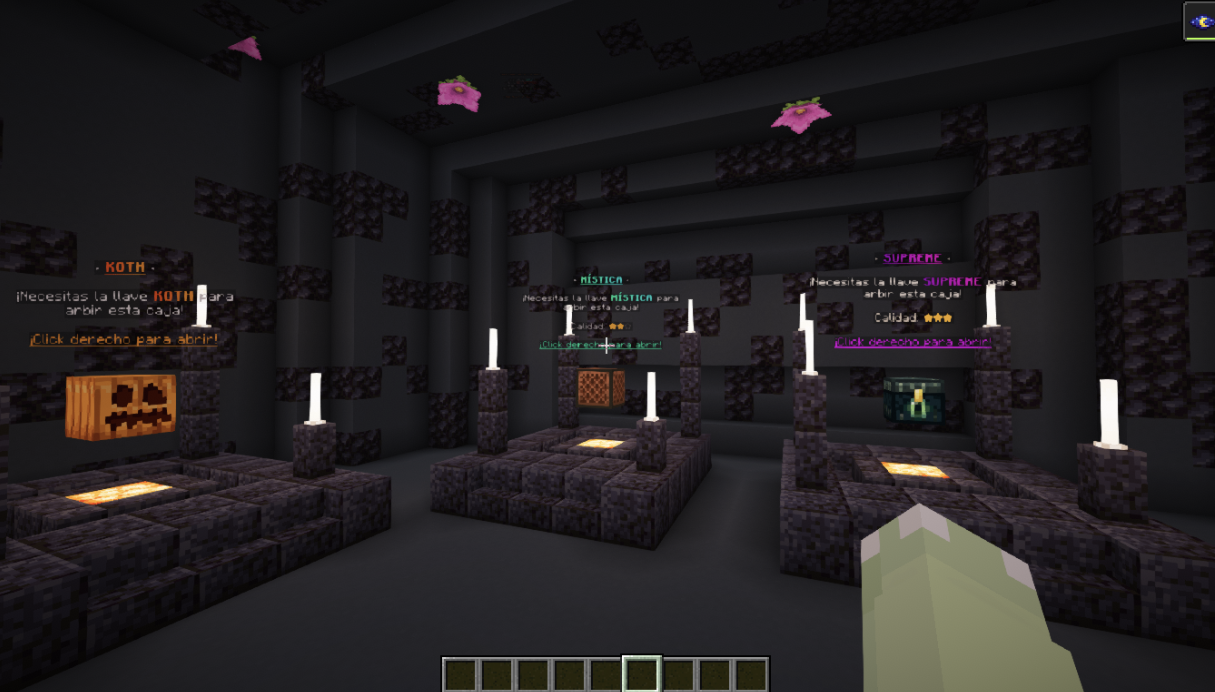 · KOTH ·
¡Necesitas la llave KOTH para
arbir esta caja!
¡Click derecho para abrir!
· MÍSTICA ·
¡Necesitas la llave MÍSTICA para
arbir esta caja!
Calidad: ★★☆
¡Click derecho para abrir!
· SUPREME ·
¡Necesitas la llave SUPREME para
arbir esta caja!
Calidad: ★★★
¡Click derecho para abrir!